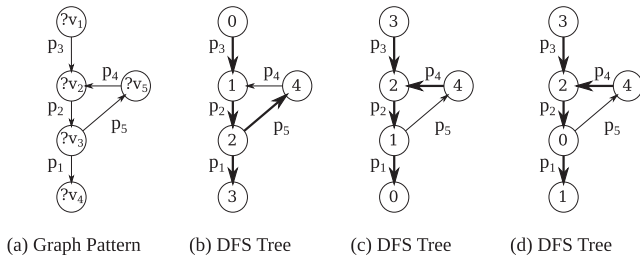 ?v1 0 3 3
p3 p3 p3 p3
p4 p4 p4 p4
?v2 ?v5 1 4 2 4 2 4
p2 p2 p2 p2
p5 p5 p5 p5
?v3 2 1 0
p1 p1 p1 p1
?v4 3 0 1
(a) Graph Pattern (b) DFS Tree (c) DFS Tree (d) DFS Tree